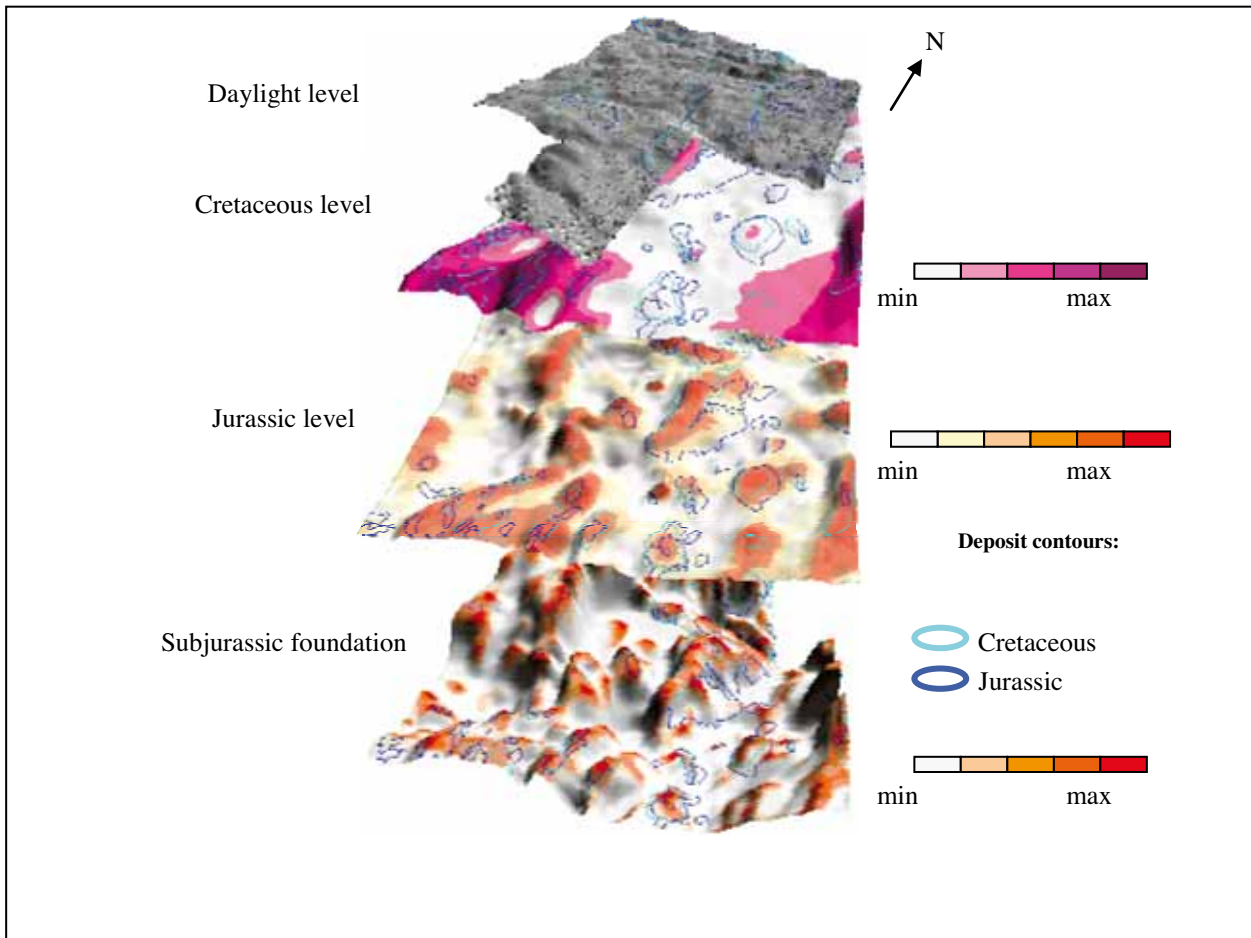 N
Daylight level
Cretaceous level
min max
Jurassic level
min max
Deposit contours:
Subjurassic foundation
Cretaceous
Jurassic
min max